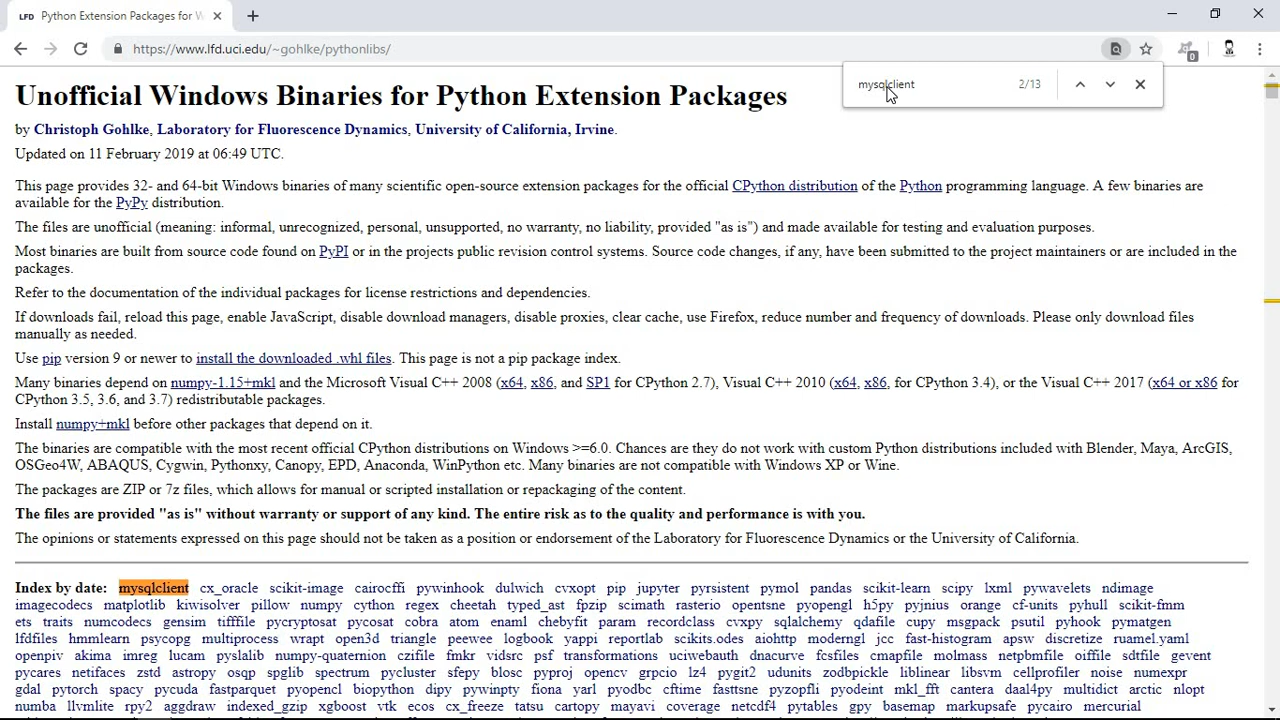 LFD Python Extension Packages for W
https://www.lfd.uci.edu/~gohlke/pythonlibs/
0
mysqlclient 2/13
Unofficial Windows Binaries for Python Extension Packages
by Christoph Gohlke, Laboratory for Fluorescence Dynamics, University of California, Irvine.
Updated on 11 February 2019 at 06:49 UTC.
This page provides 32- and 64-bit Windows binaries of many scientific open-source extension packages for the official CPython distribution of the Python programming language. A few binaries are
available for the PyPy distribution.
The files are unofficial (meaning: informal, unrecognized, personal, unsupported, no warranty, no liability, provided "as is") and made available for testing and evaluation purposes.
Most binaries are built from source code found on PyPI or in the projects public revision control systems. Source code changes, if any, have been submitted to the project maintainers or are included in the
packages.
Refer to the documentation of the individual packages for license restrictions and dependencies.
If downloads fail, reload this page, enable JavaScript, disable download managers, disable proxies, clear cache, use Firefox, reduce number and frequency of downloads. Please only download files
manually as needed.
Use pip version 9 or newer to install the downloaded .whl files. This page is not a pip package index.
Many binaries depend on numpy-1.15+mkl and the Microsoft Visual C++ 2008 (x64, x86, and SP1 for CPython 2.7), Visual C++ 2010 (x64, x86, for CPython 3.4), or the Visual C++ 2017 (x64 or x86 for
CPython 3.5, 3.6, and 3.7) redistributable packages.
Install numpy+mkl before other packages that depend on it.
The binaries are compatible with the most recent official CPython distributions on Windows >=6.0. Chances are they do not work with custom Python distributions included with Blender, Maya, ArcGIS,
OSGeo4W, ABAQUS, Cygwin, Pythonxy, Canopy, EPD, Anaconda, WinPython etc. Many binaries are not compatible with Windows XP or Wine.
The packages are ZIP or 7z files, which allows for manual or scripted installation or repackaging of the content.
The files are provided "as is" without warranty or support of any kind. The entire risk as to the quality and performance is with you.
The opinions or statements expressed on this page should not be taken as a position or endorsement of the Laboratory for Fluorescence Dynamics or the University of California.
Index by date: mysqlclient cx_oracle scikit-image cairocffi pywinhook dulwich cvxopt pip jupyter pyrsistent pymol pandas scikit-learn scipy lxml pywavelets ndimage
imagecodecs matplotlib kiwisolver pillow numpy cython regex cheetah typed_ast fpzip scimath rasterio opentsne pyopengl h5py pyjnius orange cf-units pyhull scikit-fmm
ets traits numcodecs gensim tifffile pycryptosat pycosat cobra atom enaml chebyfit param recordclass cvxpy sqlalchemy qdafile cupy msgpack psutil pyhook pymatgen
lfdfiles hmmlearn psycopg multiprocess wrapt open3d triangle peewee logbook yappi reportlab scikits.odes aiohttp moderngl jcc fast-histogram apsw discretize ruamel.yaml
openpiv akima imreg lucam pyslalib numpy-quaternion czifile fmkr vidsrc psf transformations uciwebauth dnacurve fcsfiles cmapfile molmass netpbmfile oiffile sdtfile gevent
pycares netifaces zstd astropy osqp spglib spectrum pycluster sfepy blosc pyproj opencv grpcio lz4 pygit2 udunits zodbpickle liblinear libsvm cellprofiler noise numexpr
gdal pytorch spacy pycuda fastparquet pyopencl biopython dipy pywinpty fiona yarl pyodbc cftime fasttsne pyzopfli pyodeint mkl_fft cantera daal4py multidict arctic nlopt
numba llvmlite rpy2 aggdraw indexed_gzip xgboost vtk ecos cx_freeze tatsu cartopy mayavi coverage netcdf4 pytables gpy basemap markupsafe pycairo mercurial